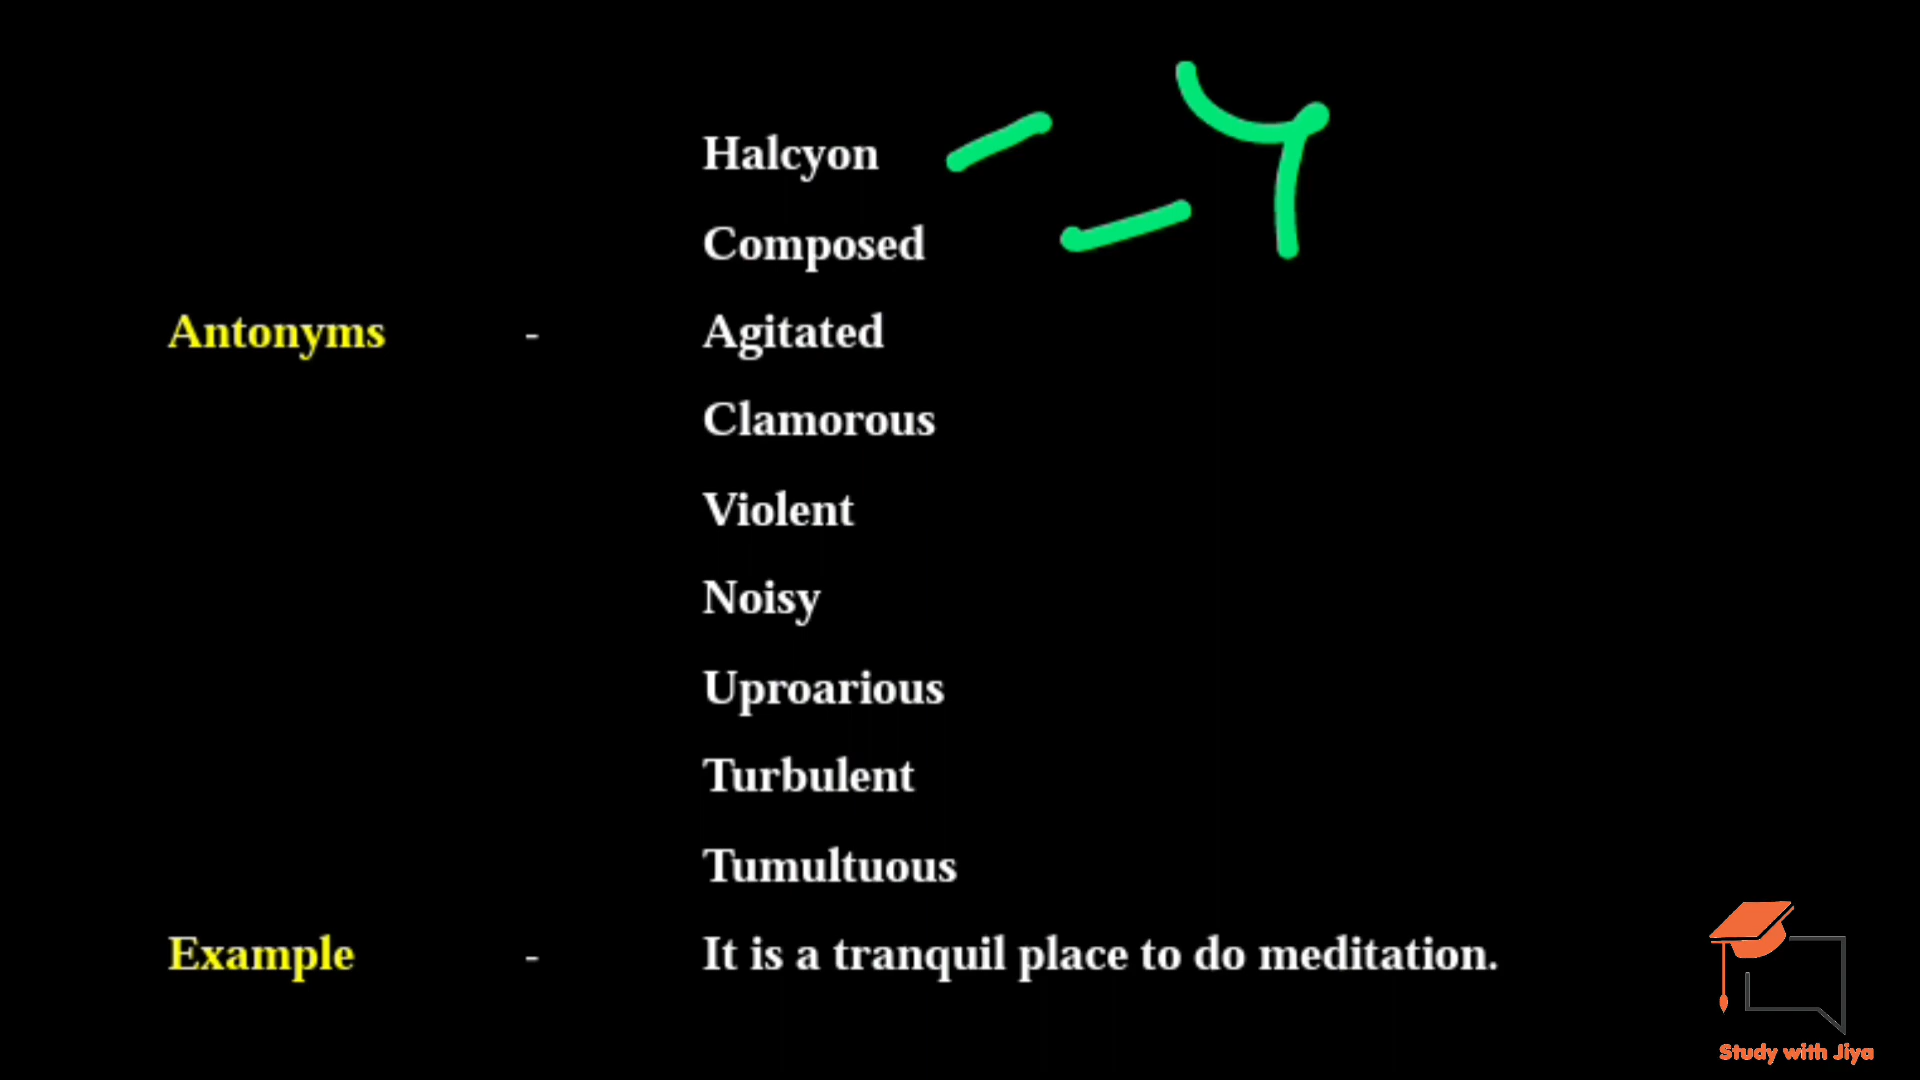 Halcyon
Composed
Antonyms - Agitated
Clamorous
Violent
Noisy
Uproarious
Turbulent
Tumultuous
Example - It is a tranquil place to do meditation.
Study with Jiya